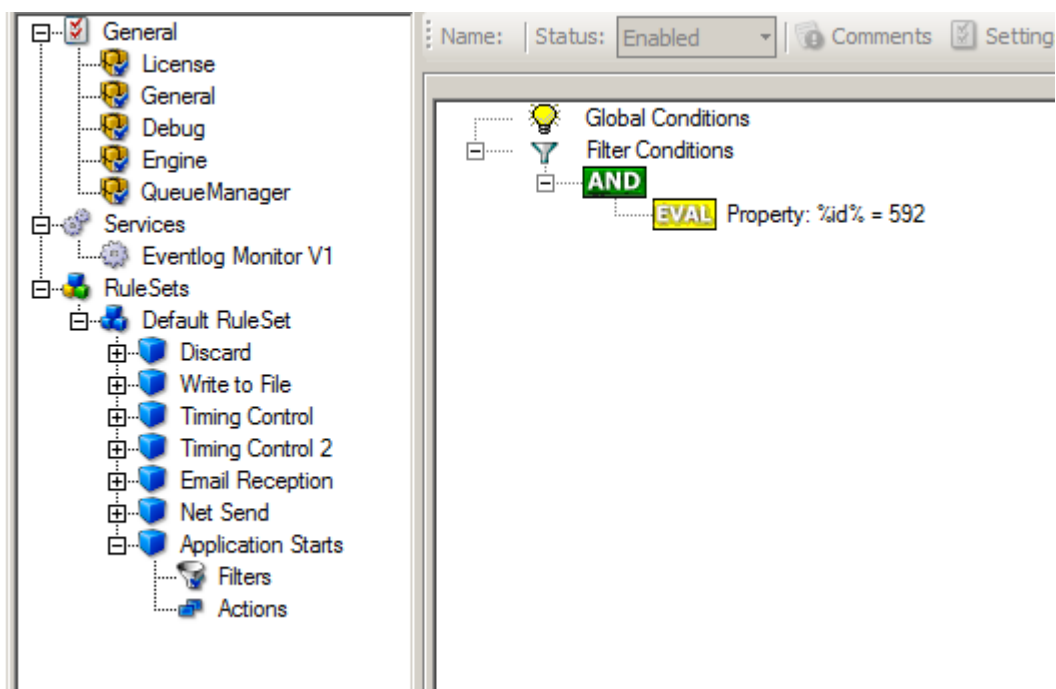 General
License
General
Debug
Engine
QueueManager
Services
Eventlog Monitor V1
RuleSets
Default RuleSet
Discard
Write to File
Timing Control
Timing Control 2
Email Reception
Net Send
Application Starts
Filters
Actions
Name: Status: Enabled Comments Setting
Global Conditions
Filter Conditions
AND
EVAL Property: %id% = 592